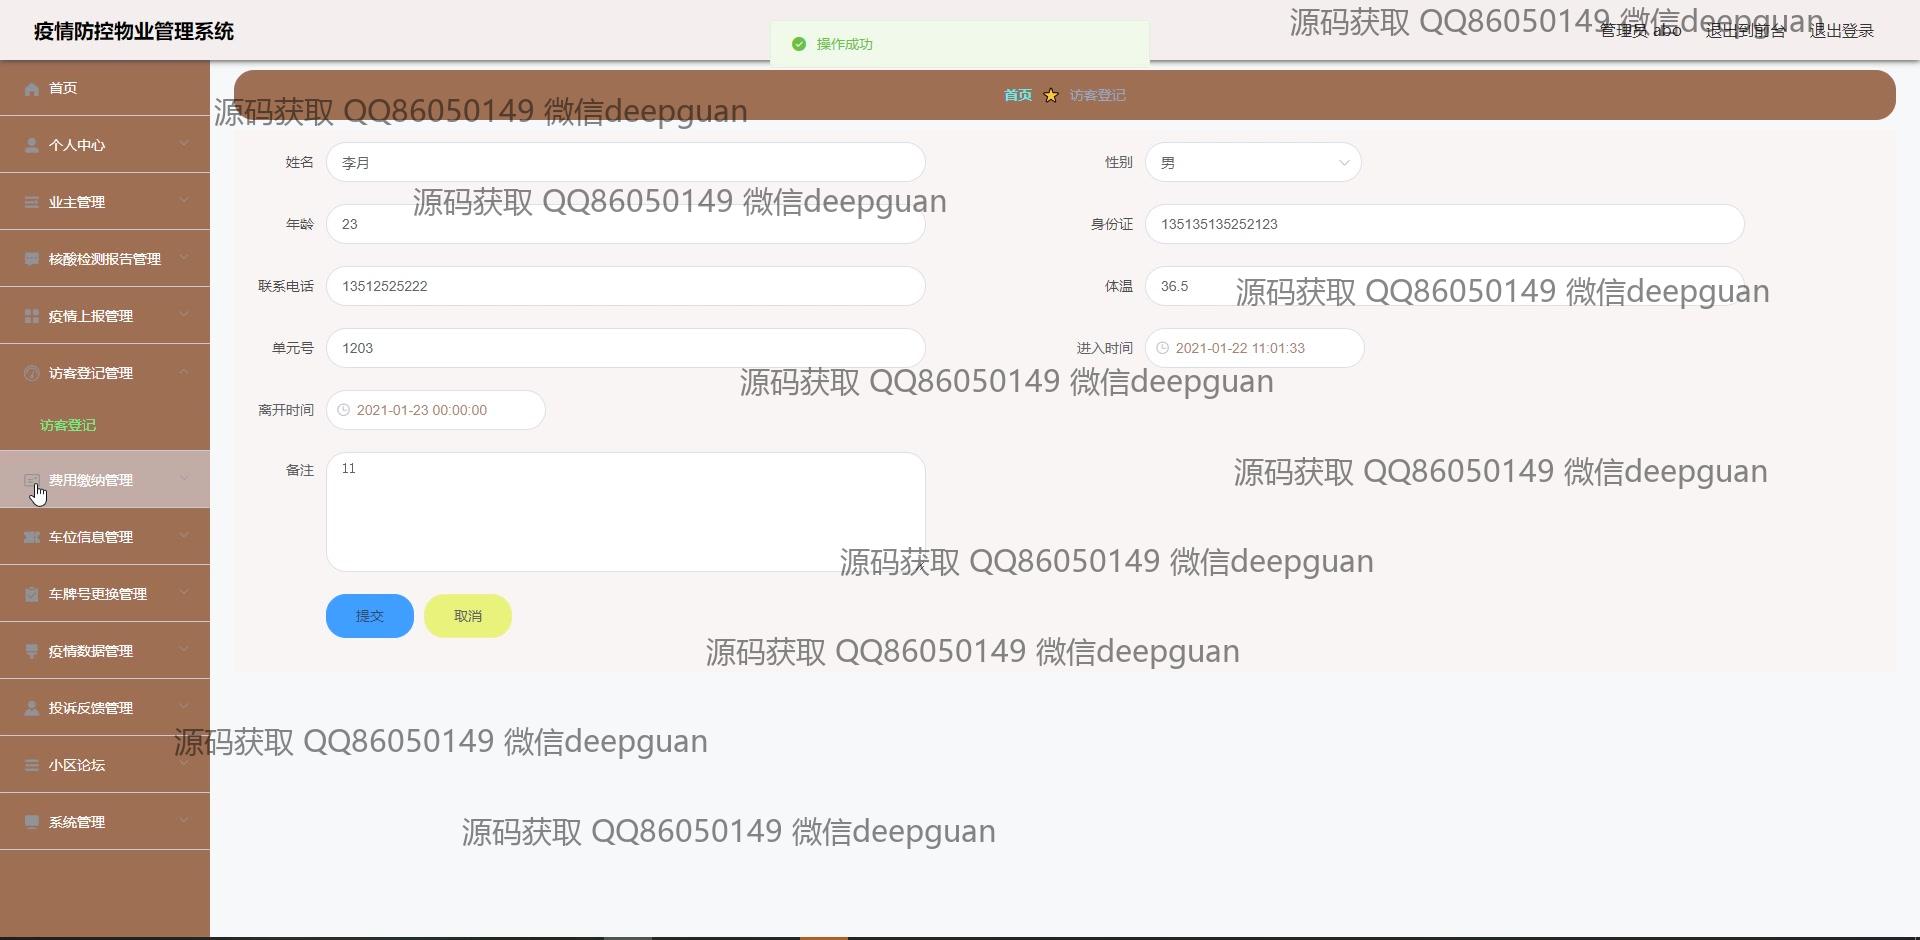 疫情防控物业管理系统
操作成功
源码获取 QQ86050149 微信deepguan
管理员 abo
退出到前台
退出登录
首页
个人中心
业主管理
核酸检测报告管理
疫情上报管理
访客登记管理
访客登记
费用缴纳管理
车位信息管理
车牌号更换管理
疫情数据管理
投诉反馈管理
小区论坛
系统管理
首页 访客登记
源码获取 QQ86050149 微信deepguan
姓名 李月
性别 男
源码获取 QQ86050149 微信deepguan
年龄 23
身份证 135135135252123
联系电话 13512525222
体温 36.5
源码获取 QQ86050149 微信deepguan
单元号 1203
进入时间 2021-01-22 11:01:33
源码获取 QQ86050149 微信deepguan
离开时间 2021-01-23 00:00:00
备注 11
源码获取 QQ86050149 微信deepguan
源码获取 QQ86050149 微信deepguan
提交 取消
源码获取 QQ86050149 微信deepguan
源码获取 QQ86050149 微信deepguan
源码获取 QQ86050149 微信deepguan